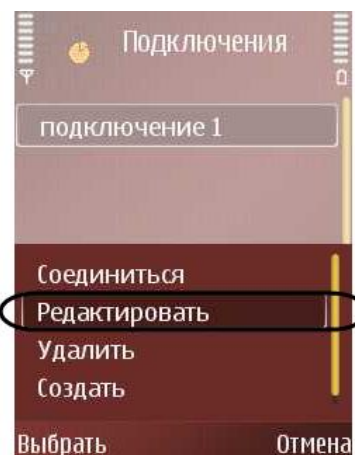 Подключения
подключение 1
Соединиться
Редактировать
Удалить
Создать
Выбрать Отмена